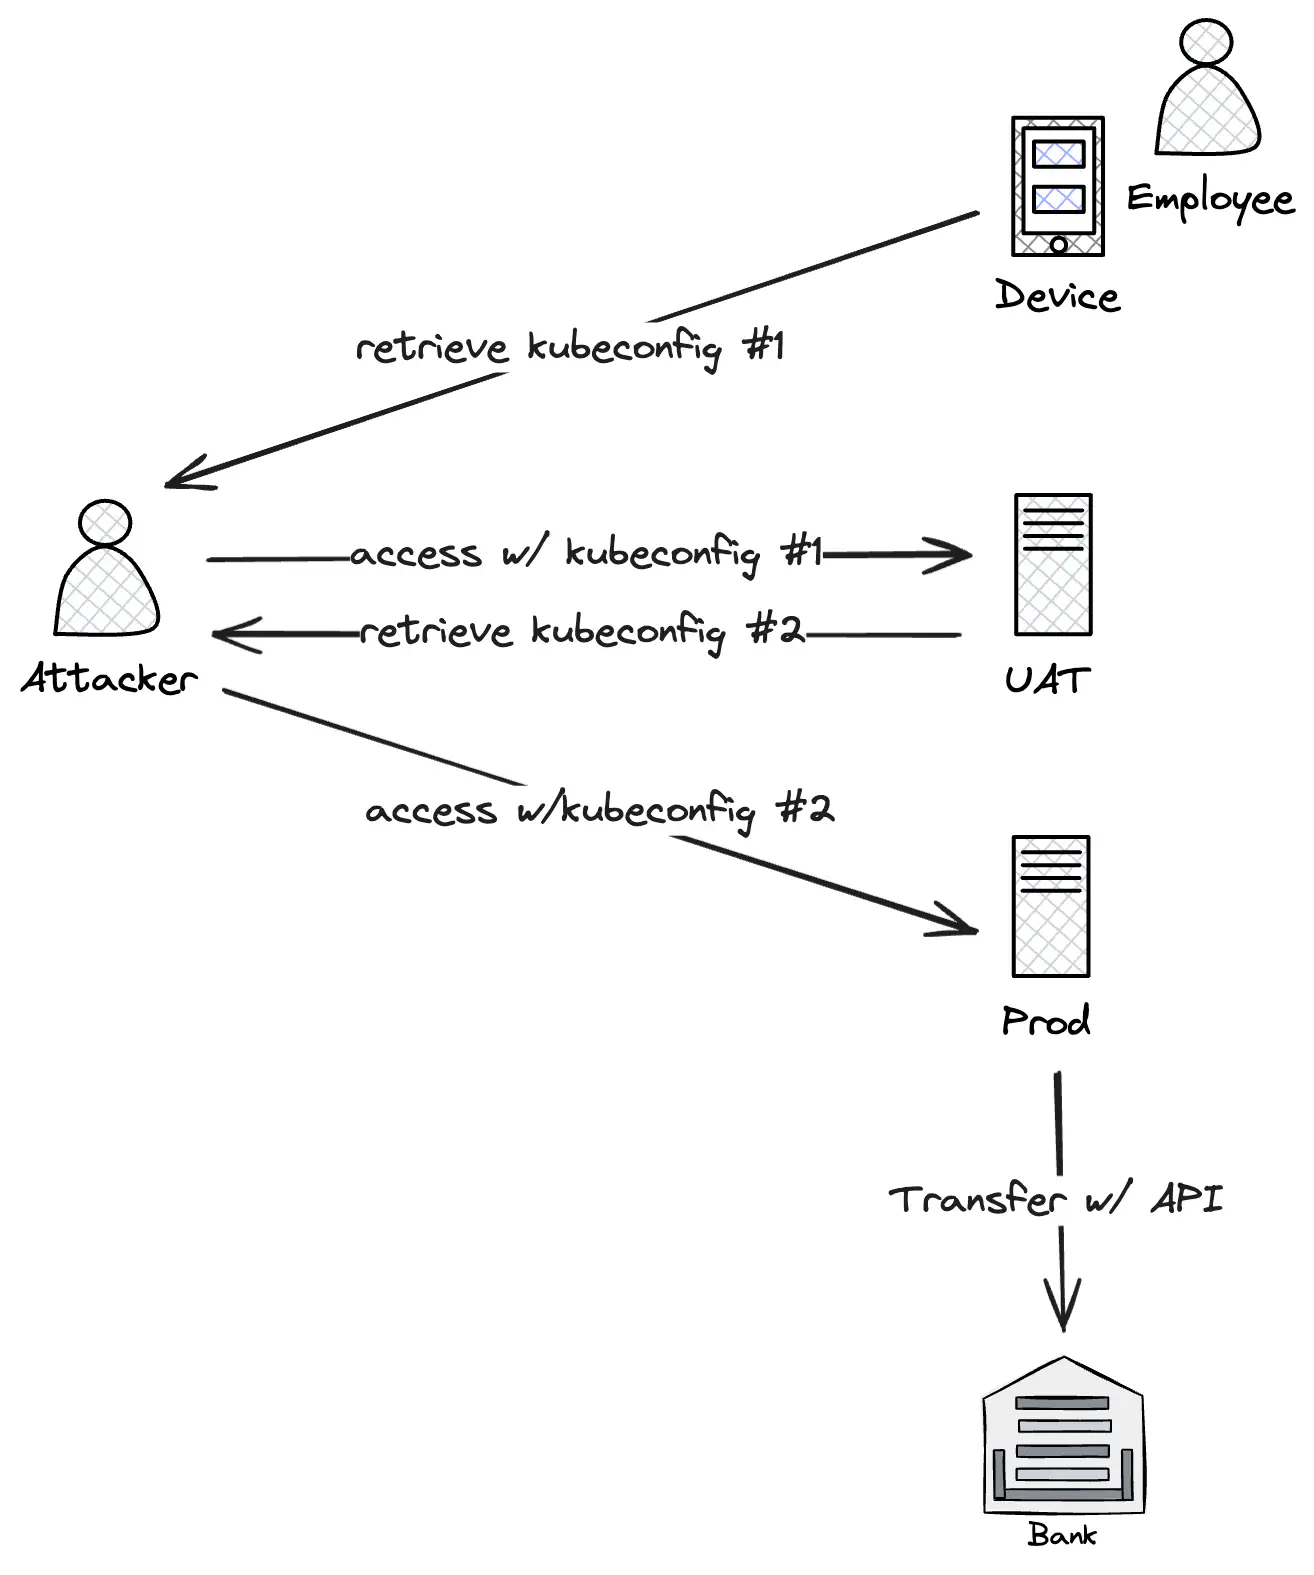 Employee
Device
retrieve kubeconfig #1
access w/ kubeconfig #1
retrieve kubeconfig #2
Attacker
UAT
access w/kubeconfig #2
Prod
Transfer w/ API
Bank